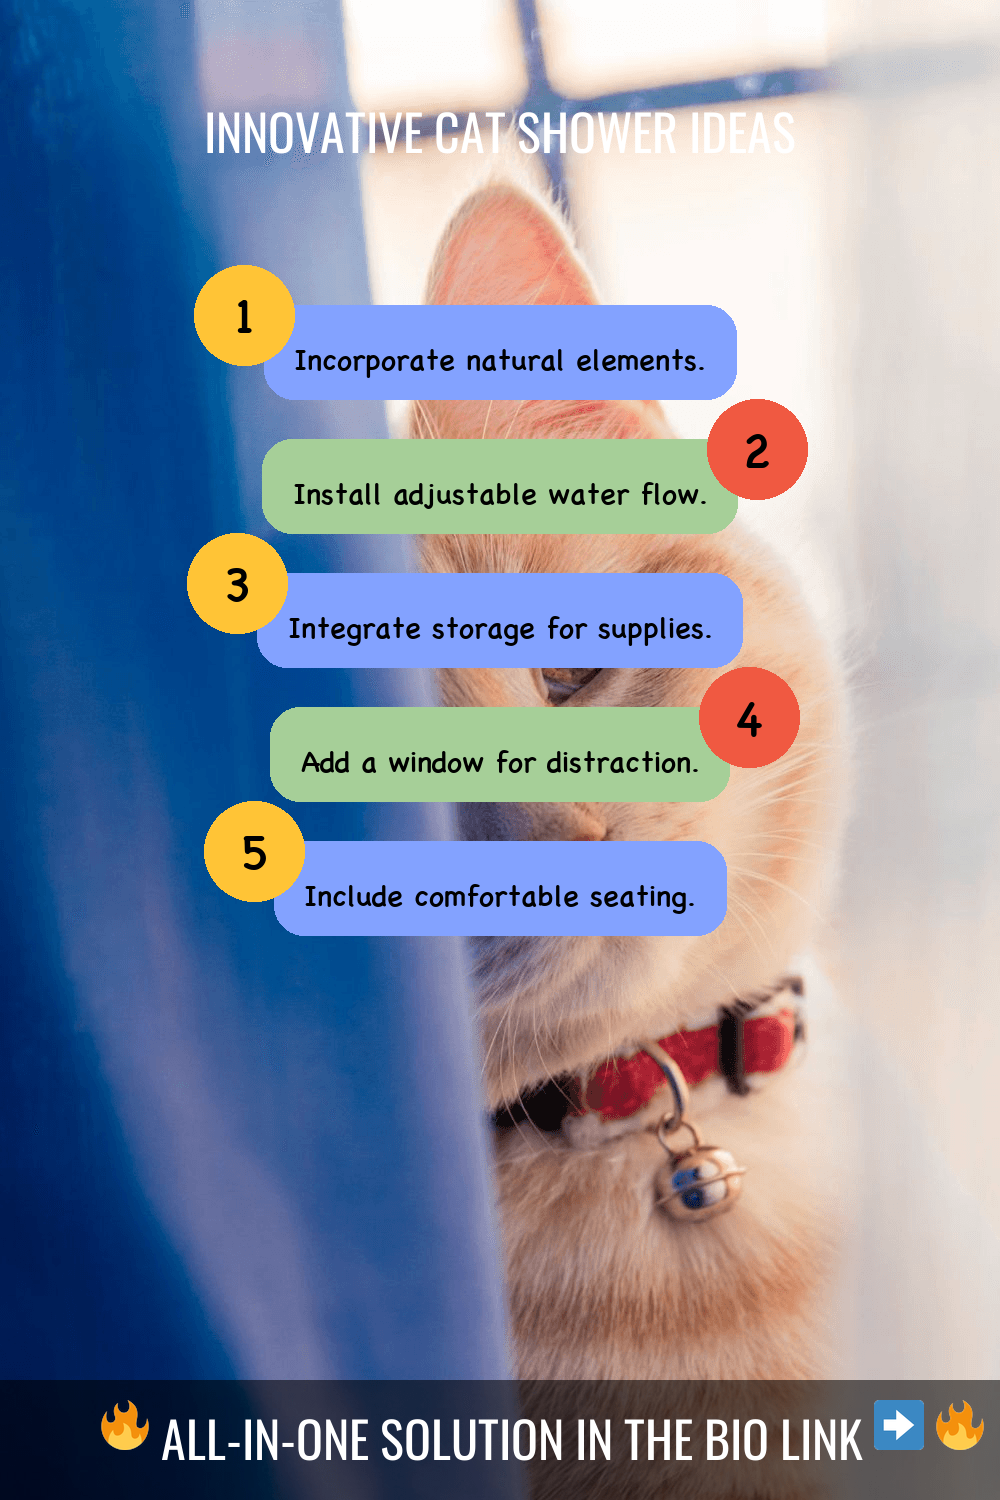 INNOVATIVE CAT SHOWER IDEAS
1
Incorporate natural elements.
2
Install adjustable water flow.
3
Integrate storage for supplies.
4
Add a window for distraction.
5
Include comfortable seating.
🔥 ALL-IN-ONE SOLUTION IN THE BIO LINK ➡️ 🔥